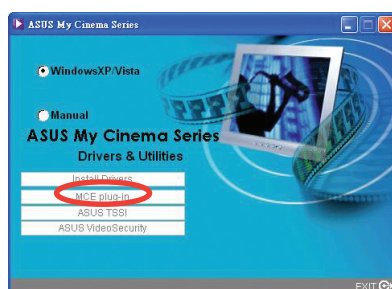 ASUS My Cinema Series
WindowsXP/Vista
Manual
ASUS My Cinema Series
Drivers & Utilities
Install Drivers
MCE plug-in
ASUS TSSI
ASUS VideoSecurity
EXIT